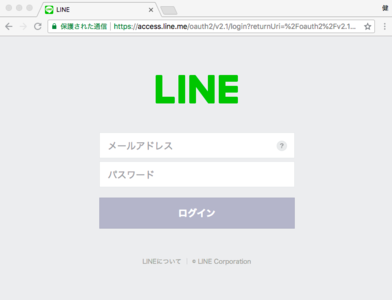 LINE
健
保護された通信 | https://access.line.me/oauth2/v2.1/login?returnUri=%2Foauth2%2Fv2.1...
LINE
メールアドレス ?
パスワード
ログイン
LINEについて | © LINE Corporation